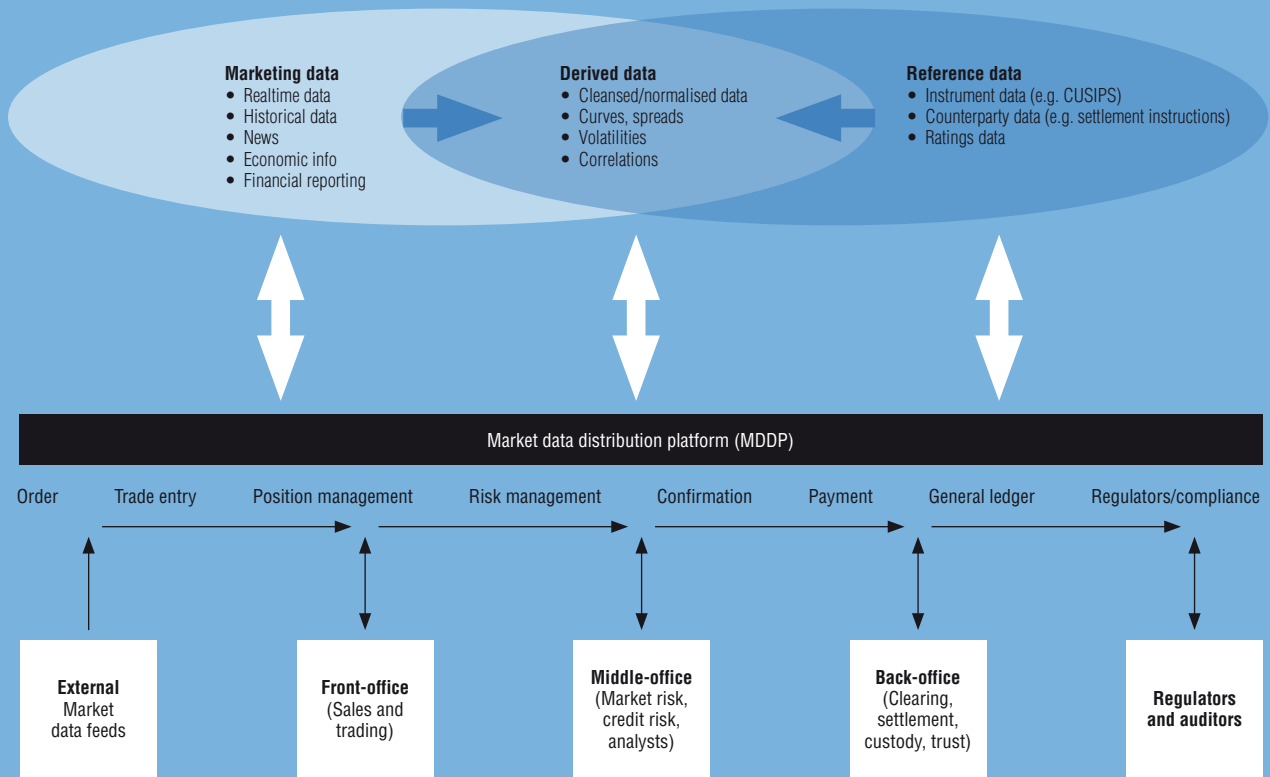 Marketing data
• Realtime data
• Historical data
• News
• Economic info
• Financial reporting
Derived data
• Cleansed/normalised data
• Curves, spreads
• Volatilities
• Correlations
Reference data
• Instrument data (e.g. CUSIPS)
• Counterparty data (e.g. settlement instructions)
• Ratings data
Market data distribution platform (MDDP)
Order Trade entry Position management Risk management Confirmation Payment General ledger Regulators/compliance
External
Market
data feeds
Front-office
(Sales and
trading)
Middle-office
(Market risk,
credit risk,
analysts)
Back-office
(Clearing,
settlement,
custody, trust)
Regulators
and auditors